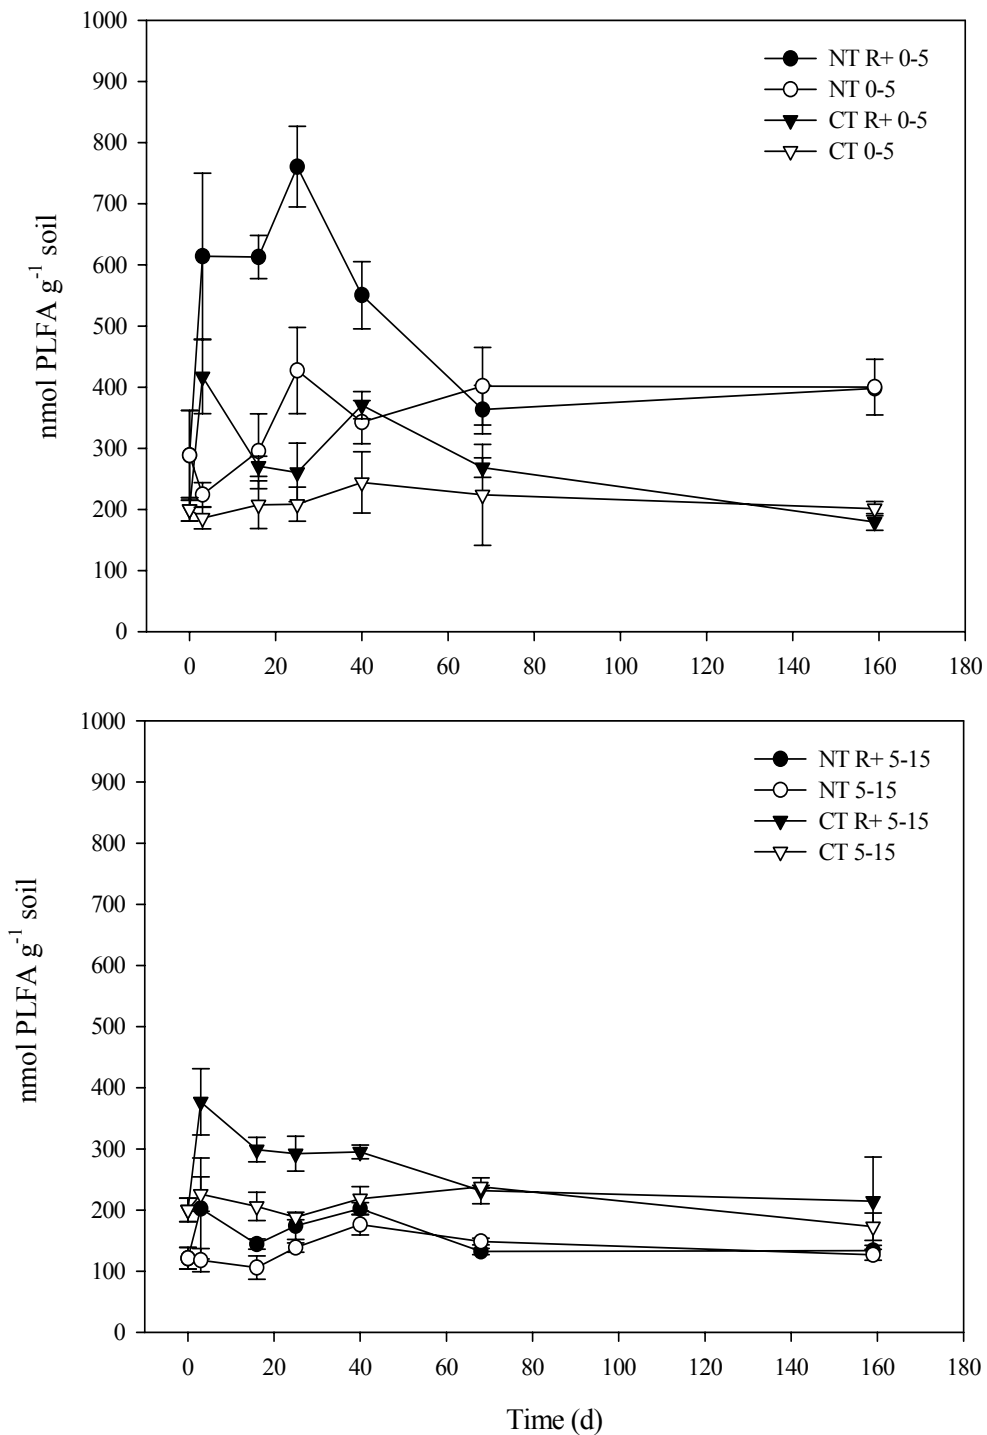 1000
900
800
700
600
500
400
300
200
100
0
nmol PLFA g-1 soil
NT R+ 0-5
NT 0-5
CT R+ 0-5
CT 0-5
0 20 40 60 80 100 120 140 160 180
1000
900
800
700
600
500
400
300
200
100
0
nmol PLFA g-1 soil
NT R+ 5-15
NT 5-15
CT R+ 5-15
CT 5-15
0 20 40 60 80 100 120 140 160 180
Time (d)